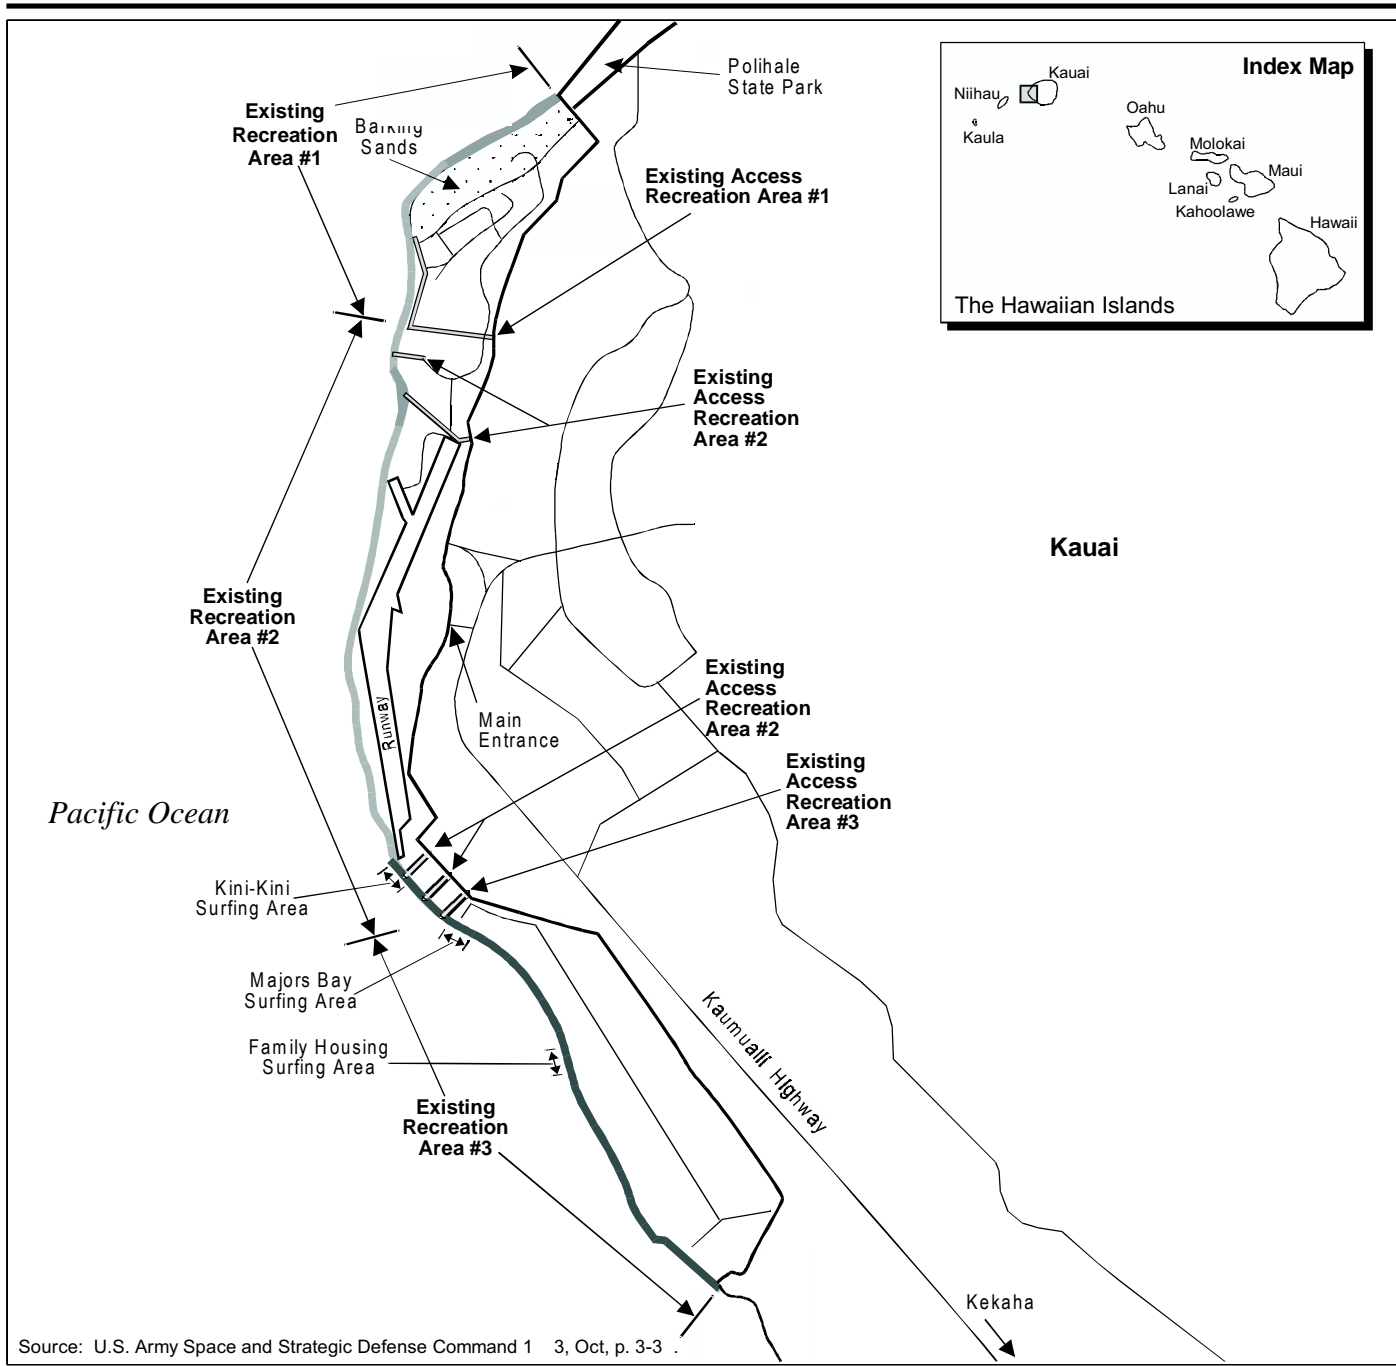 Polihale
State Park
Existing
Recreation
Area #1
Barking
Sands
Existing Access
Recreation Area #1
Index Map
Kauai
Niihau
Kaula
Oahu
Molokai
Maui
Lanai
Kahoolawe
Hawaii
The Hawaiian Islands
Existing
Access
Recreation
Area #2
Kauai
Existing
Recreation
Area #2
Existing
Access
Recreation
Area #2
Main
Entrance
Runway
Existing
Access
Recreation
Area #3
Pacific Ocean
Kini-Kini
Surfing Area
Majors Bay
Surfing Area
Family Housing
Surfing Area
Kaumualii Highway
Existing
Recreation
Area #3
Kekaha
Source: U.S. Army Space and Strategic Defense Command 1 3, Oct, p. 3-3 .